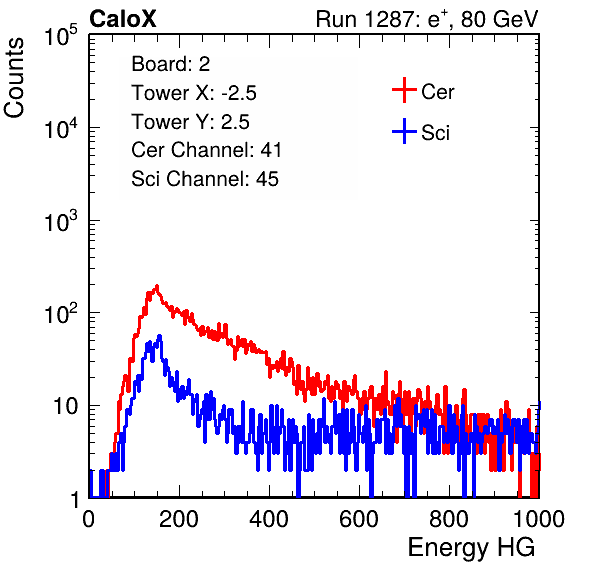 CaloX Run 1287: e+, 80 GeV
Counts
Board: 2
Tower X: -2.5
Tower Y: 2.5
Cer Channel: 41
Sci Channel: 45
Cer
Sci
10^5
10^4
10^3
10^2
10
1
0 200 400 600 800 1000
Energy HG